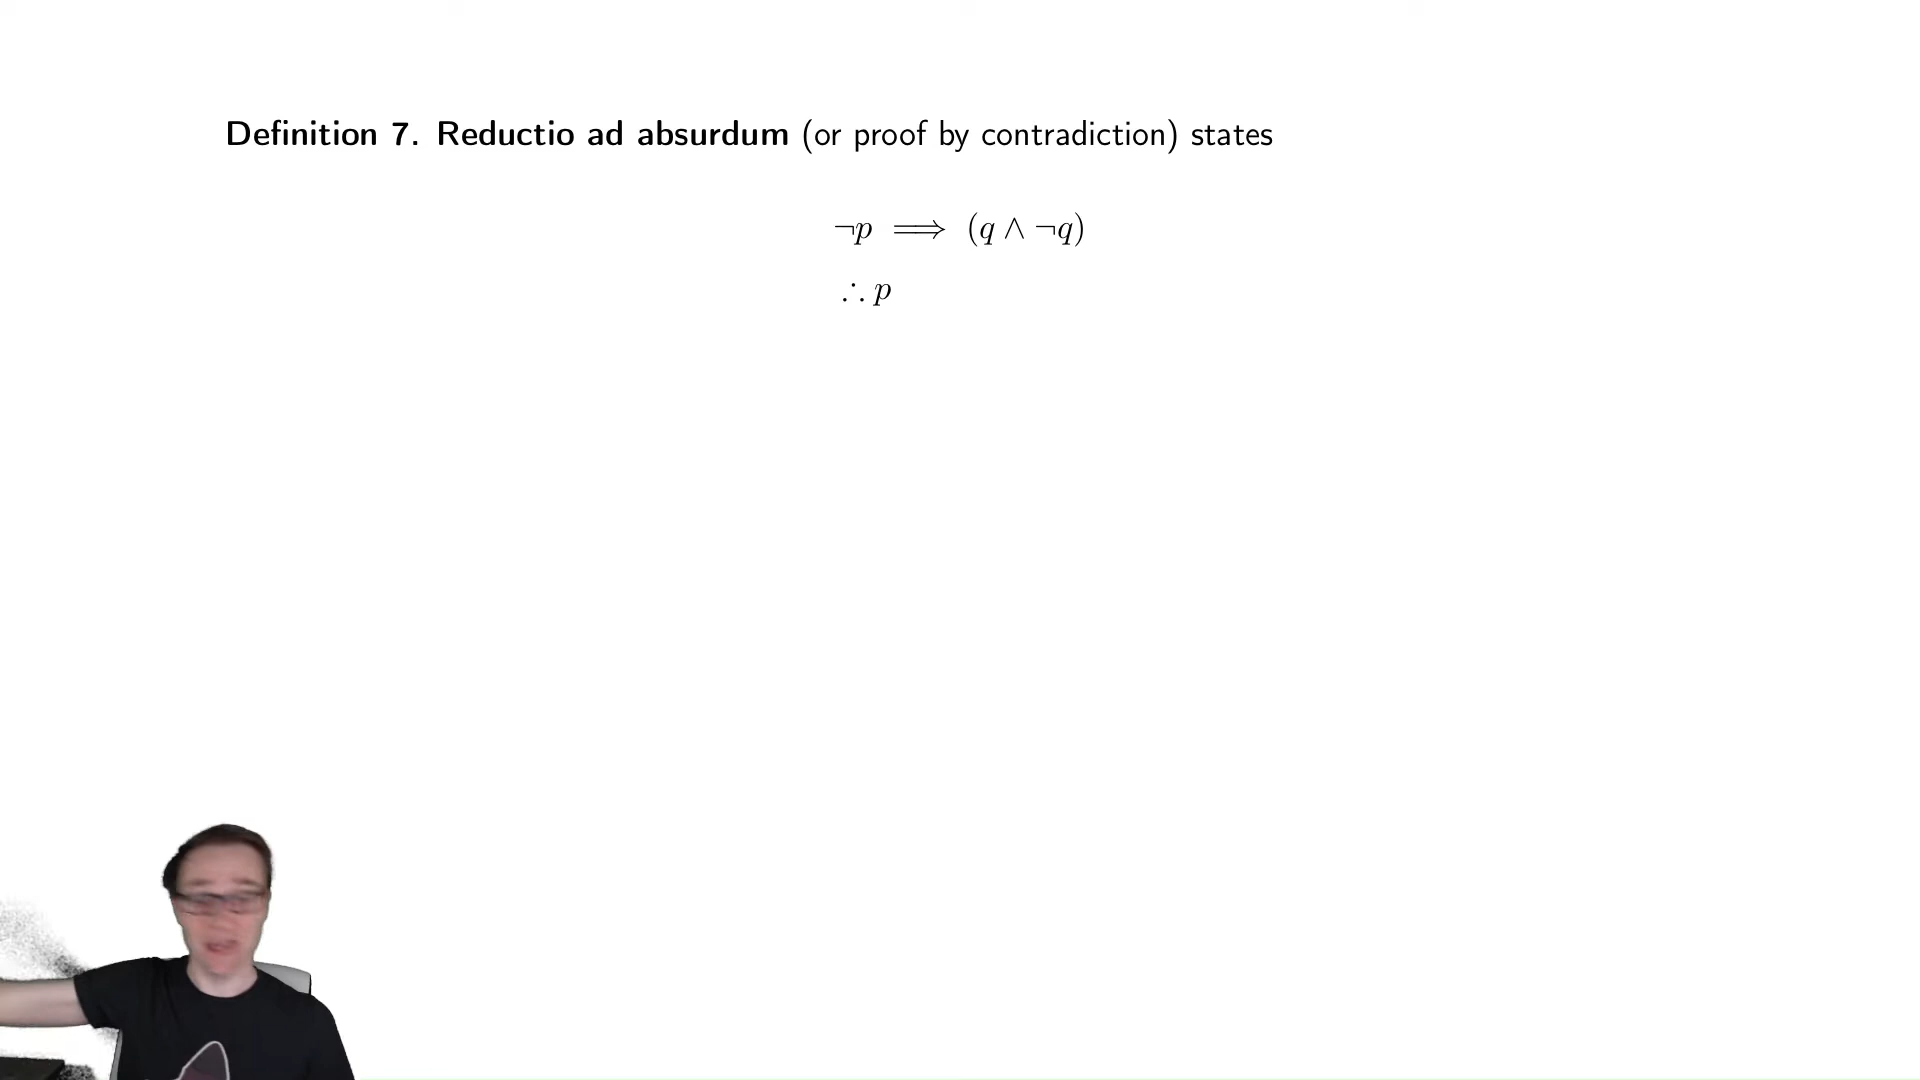 Definition 7. Reductio ad absurdum (or proof by contradiction) states
¬p ⟹ (q ∧ ¬q)
∴ p